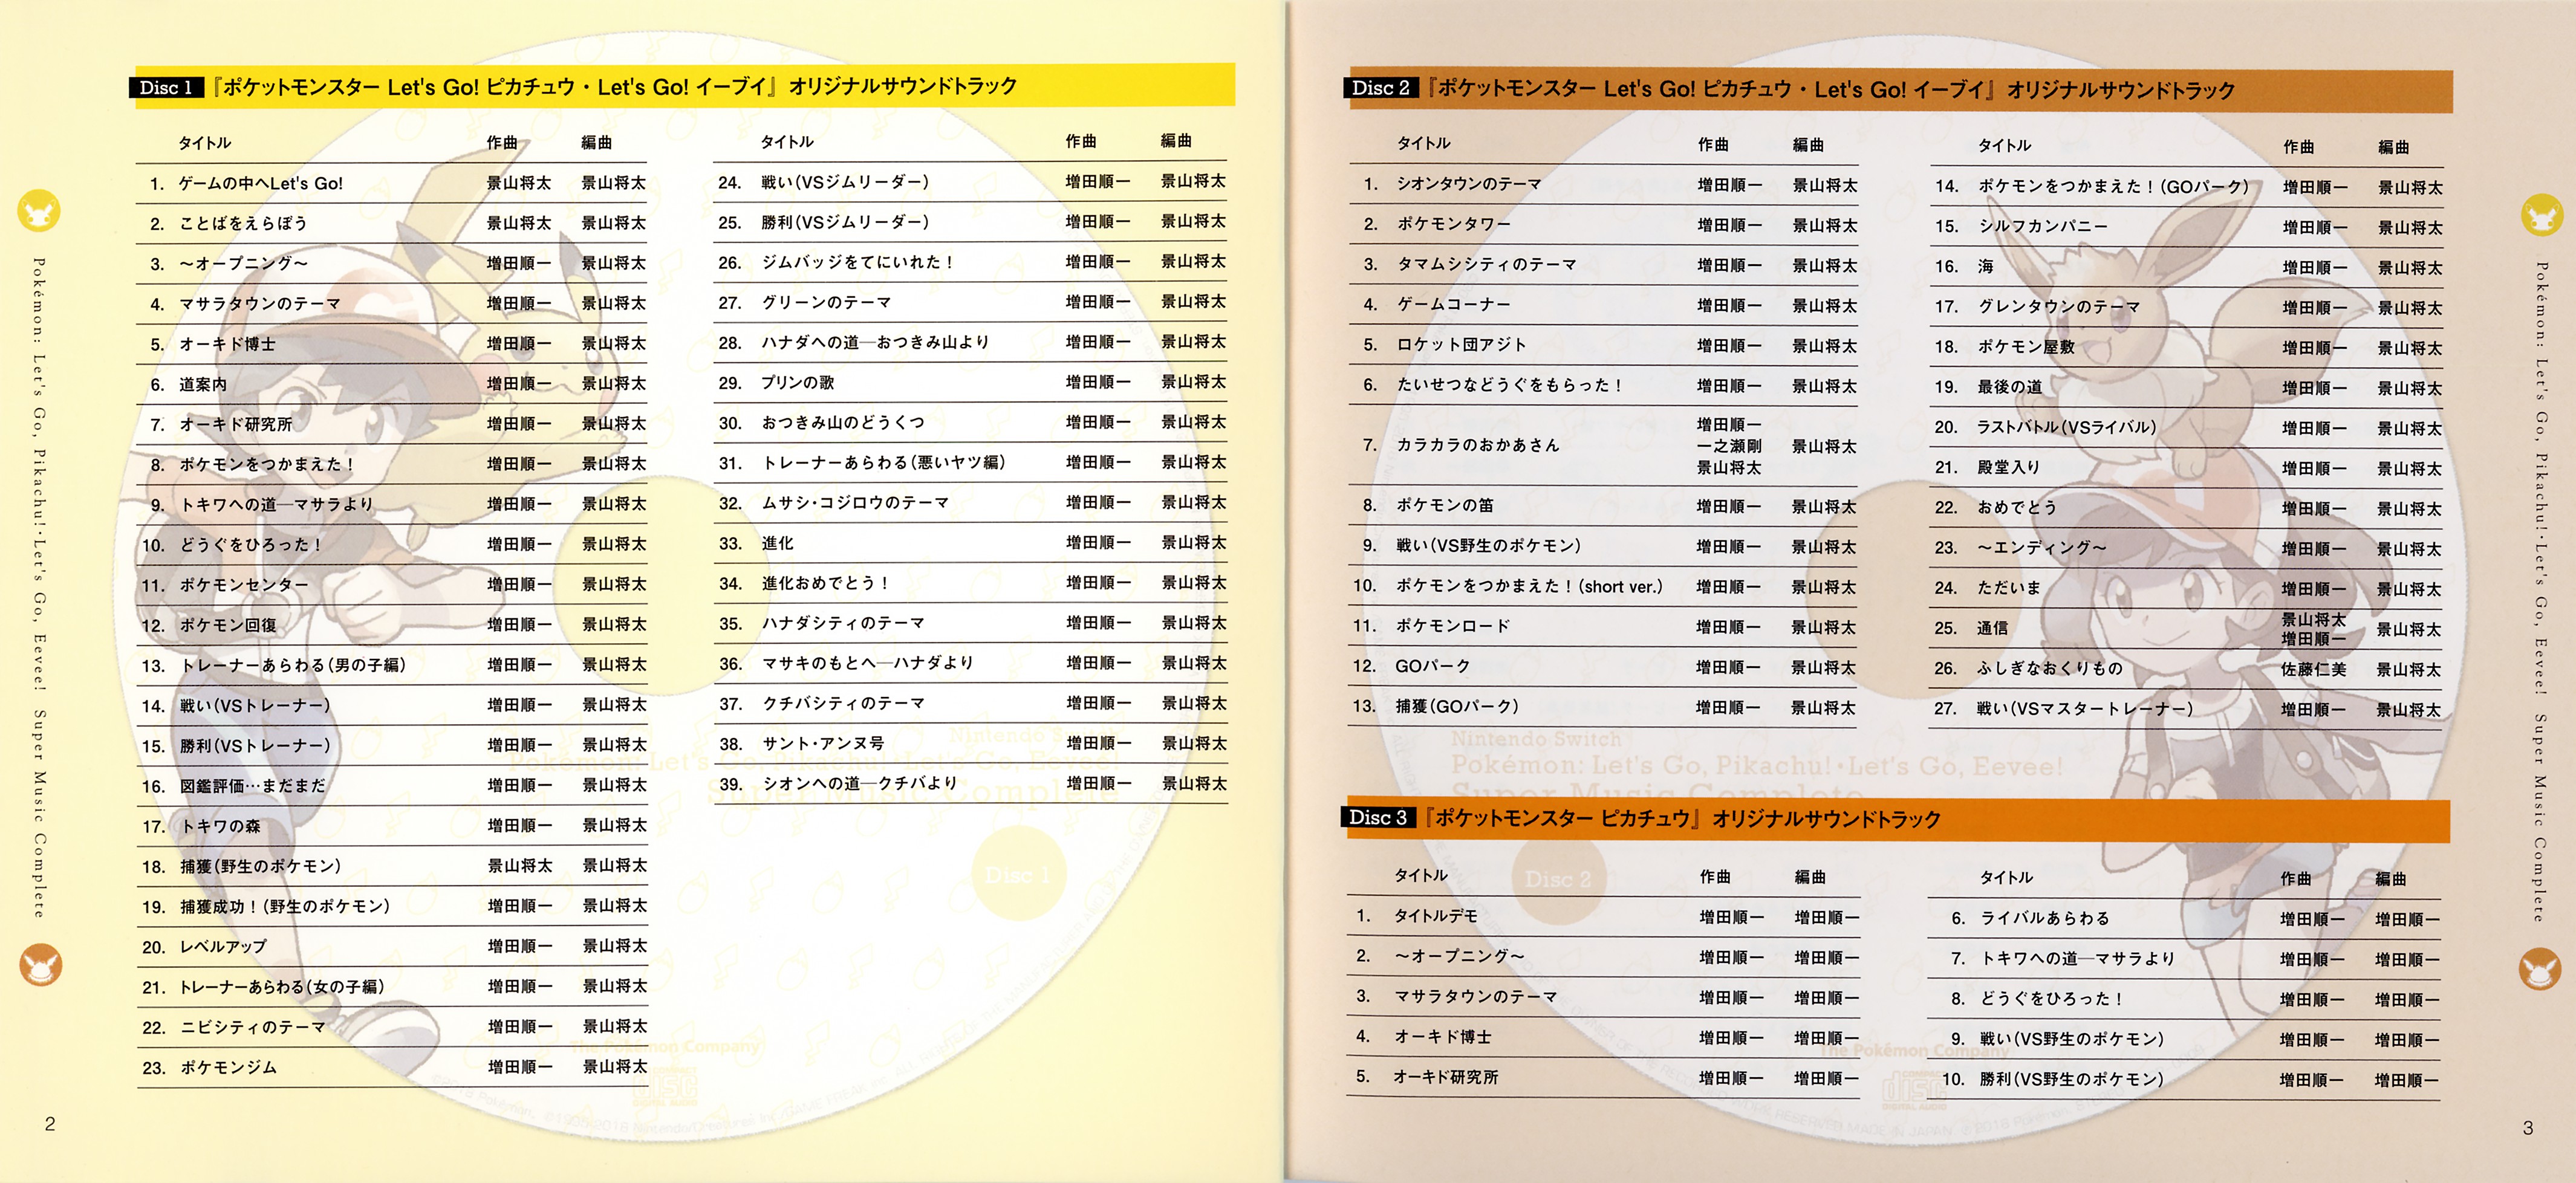 Disc 1 『ポケットモンスター Let's Go! ピカチュウ・Let's Go! イーブイ』 オリジナルサウンドトラック
タイトル 作曲 編曲
1. ゲームの中へLet's Go! 景山将太 景山将太
2. ことばをえらぼう 景山将太 景山将太
3. ～オープニング～ 増田順一 景山将太
4. マサラタウンのテーマ 増田順一 景山将太
5. オーキド博士 増田順一 景山将太
6. 道案内 増田順一 景山将太
7. オーキド研究所 増田順一 景山将太
8. ポケモンをつかまえた！ 増田順一 景山将太
9. トキワへの道─マサラより 増田順一 景山将太
10. どうぐをひろった！ 増田順一 景山将太
11. ポケモンセンター 増田順一 景山将太
12. ポケモン回復 増田順一 景山将太
13. トレーナーあらわる（男の子編） 増田順一 景山将太
14. 戦い（VSトレーナー） 増田順一 景山将太
15. 勝利（VSトレーナー） 増田順一 景山将太
16. 図鑑評価…まだまだ 増田順一 景山将太
17. トキワの森 増田順一 景山将太
18. 捕獲（野生のポケモン） 景山将太 景山将太
19. 捕獲成功！（野生のポケモン） 増田順一 景山将太
20. レベルアップ 増田順一 景山将太
21. トレーナーあらわる（女の子編） 増田順一 景山将太
22. ニビシティのテーマ 増田順一 景山将太
23. ポケモンジム 増田順一 景山将太
タイトル 作曲 編曲
24. 戦い（VSジムリーダー） 増田順一 景山将太
25. 勝利（VSジムリーダー） 増田順一 景山将太
26. ジムバッジをてにいれた！ 増田順一 景山将太
27. グリーンのテーマ 増田順一 景山将太
28. ハナダへの道─おつきみ山より 増田順一 景山将太
29. プリンの歌 増田順一 景山将太
30. おつきみ山のどうくつ 増田順一 景山将太
31. トレーナーあらわる（悪いヤツ編） 増田順一 景山将太
32. ムサシ・コジロウのテーマ 増田順一 景山将太
33. 進化 増田順一 景山将太
34. 進化おめでとう！ 増田順一 景山将太
35. ハナダシティのテーマ 増田順一 景山将太
36. マサキのもとへ─ハナダより 増田順一 景山将太
37. クチバシティのテーマ 増田順一 景山将太
38. サント・アンヌ号 増田順一 景山将太
39. シオンへの道─クチバより 増田順一 景山将太
Pokémon: Let's Go, Pikachu!・Let's Go, Eevee!
Super Music Complete
Disc 1
The Pokémon Company
Pokémon: Let's Go, Pikachu!・Let's Go, Eevee! Super Music Complete
2
Disc 2 『ポケットモンスター Let's Go! ピカチュウ・Let's Go! イーブイ』 オリジナルサウンドトラック
タイトル 作曲 編曲
1. シオンタウンのテーマ 増田順一 景山将太
2. ポケモンタワー 増田順一 景山将太
3. タマムシシティのテーマ 増田順一 景山将太
4. ゲームコーナー 増田順一 景山将太
5. ロケット団アジト 増田順一 景山将太
6. たいせつなどうぐをもらった！ 増田順一 景山将太
7. カラカラのおかあさん 増田順一 一之瀬剛 景山将太 景山将太
8. ポケモンの笛 増田順一 景山将太
9. 戦い（VS野生のポケモン） 増田順一 景山将太
10. ポケモンをつかまえた！（short ver.） 増田順一 景山将太
11. ポケモンロード 増田順一 景山将太
12. GOパーク 増田順一 景山将太
13. 捕獲（GOパーク） 増田順一 景山将太
タイトル 作曲 編曲
14. ポケモンをつかまえた！（GOパーク） 増田順一 景山将太
15. シルフカンパニー 増田順一 景山将太
16. 海 増田順一 景山将太
17. グレンタウンのテーマ 増田順一 景山将太
18. ポケモン屋敷 増田順一 景山将太
19. 最後の道 増田順一 景山将太
20. ラストバトル（VSライバル） 増田順一 景山将太
21. 殿堂入り 増田順一 景山将太
22. おめでとう 増田順一 景山将太
23. ～エンディング～ 増田順一 景山将太
24. ただいま 増田順一 景山将太
25. 通信 景山将太 増田順一 景山将太
26. ふしぎなおくりもの 佐藤仁美 景山将太
27. 戦い（VSマスタートレーナー） 増田順一 景山将太
Nintendo Switch
Pokémon: Let's Go, Pikachu!・Let's Go, Eevee!
Super Music Complete
Disc 3 『ポケットモンスター ピカチュウ』 オリジナルサウンドトラック
タイトル 作曲 編曲
1. タイトルデモ 増田順一 増田順一
2. ～オープニング～ 増田順一 増田順一
3. マサラタウンのテーマ 増田順一 増田順一
4. オーキド博士 増田順一 増田順一
5. オーキド研究所 増田順一 増田順一
タイトル 作曲 編曲
6. ライバルあらわる 増田順一 増田順一
7. トキワへの道─マサラより 増田順一 増田順一
8. どうぐをひろった！ 増田順一 増田順一
9. 戦い（VS野生のポケモン） 増田順一 増田順一
10. 勝利（VS野生のポケモン） 増田順一 増田順一
Disc 2
The Pokémon Company
Pokémon: Let's Go, Pikachu!・Let's Go, Eevee! Super Music Complete
3